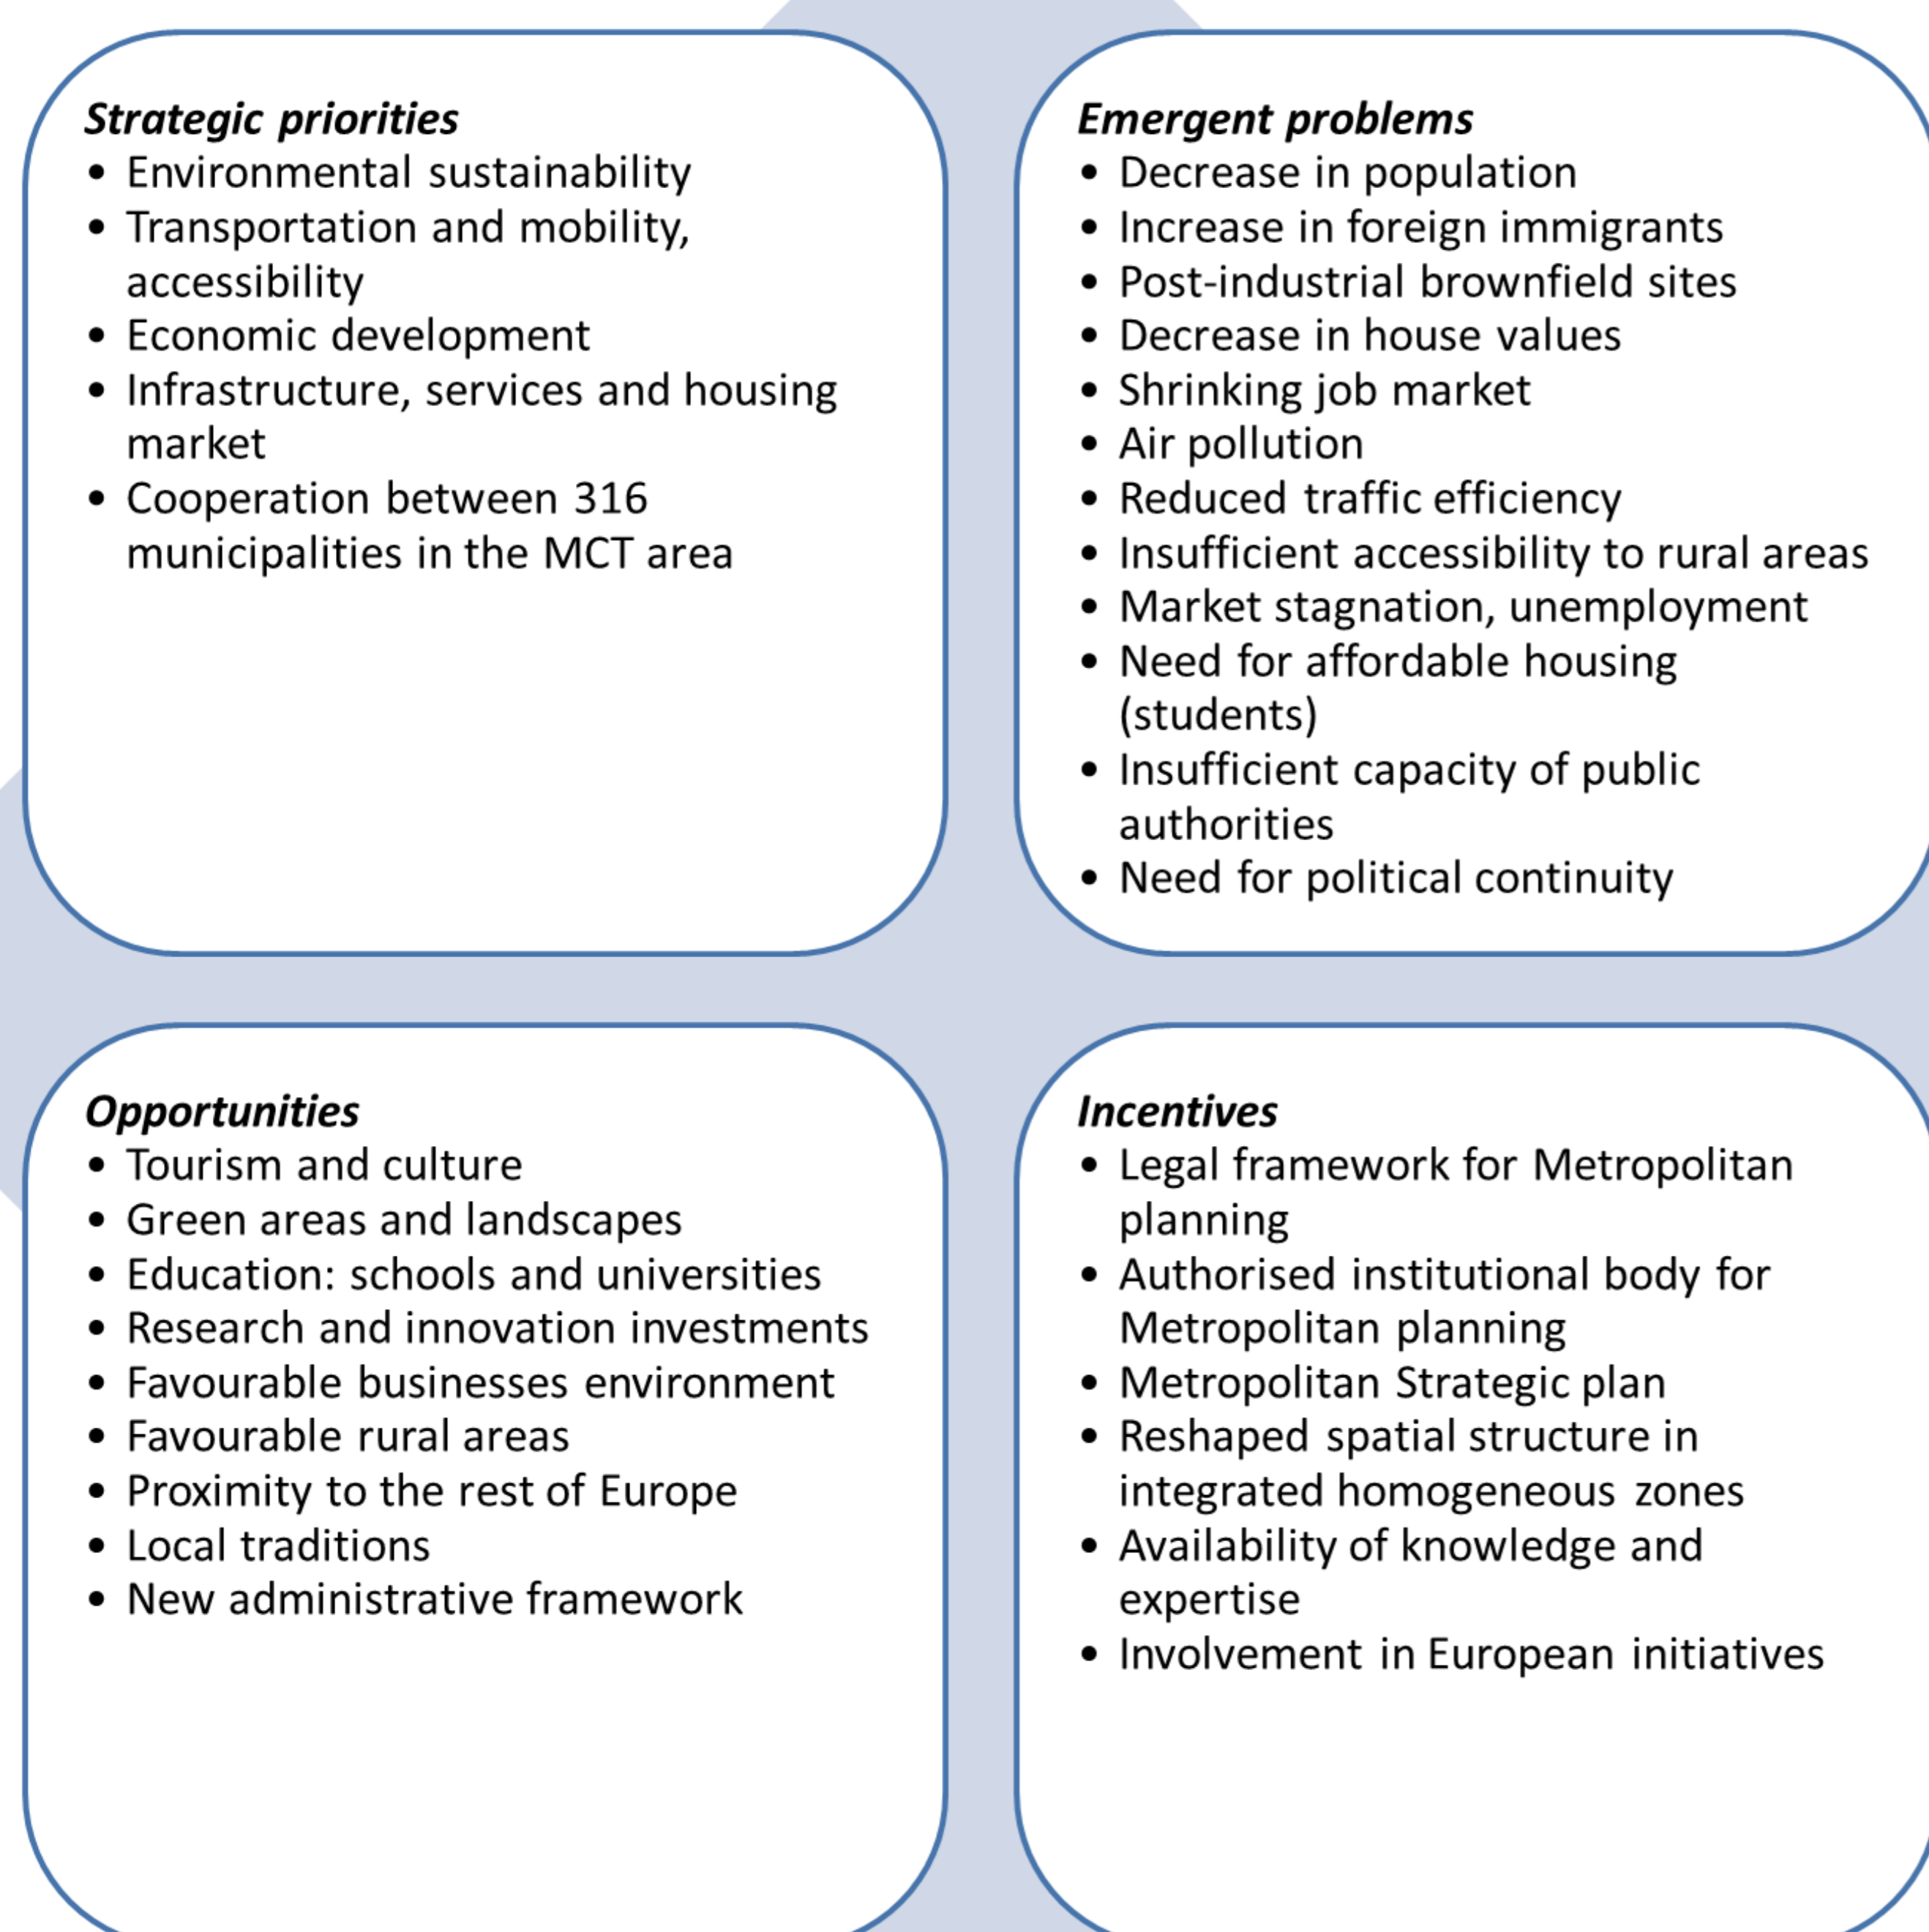 Strategic priorities
• Environmental sustainability
• Transportation and mobility,
accessibility
• Economic development
• Infrastructure, services and housing
market
• Cooperation between 316
municipalities in the MCT area
Emergent problems
• Decrease in population
• Increase in foreign immigrants
• Post-industrial brownfield sites
• Decrease in house values
• Shrinking job market
• Air pollution
• Reduced traffic efficiency
• Insufficient accessibility to rural areas
• Market stagnation, unemployment
• Need for affordable housing
(students)
• Insufficient capacity of public
authorities
• Need for political continuity
Opportunities
• Tourism and culture
• Green areas and landscapes
• Education: schools and universities
• Research and innovation investments
• Favourable businesses environment
• Favourable rural areas
• Proximity to the rest of Europe
• Local traditions
• New administrative framework
Incentives
• Legal framework for Metropolitan
planning
• Authorised institutional body for
Metropolitan planning
• Metropolitan Strategic plan
• Reshaped spatial structure in
integrated homogeneous zones
• Availability of knowledge and
expertise
• Involvement in European initiatives